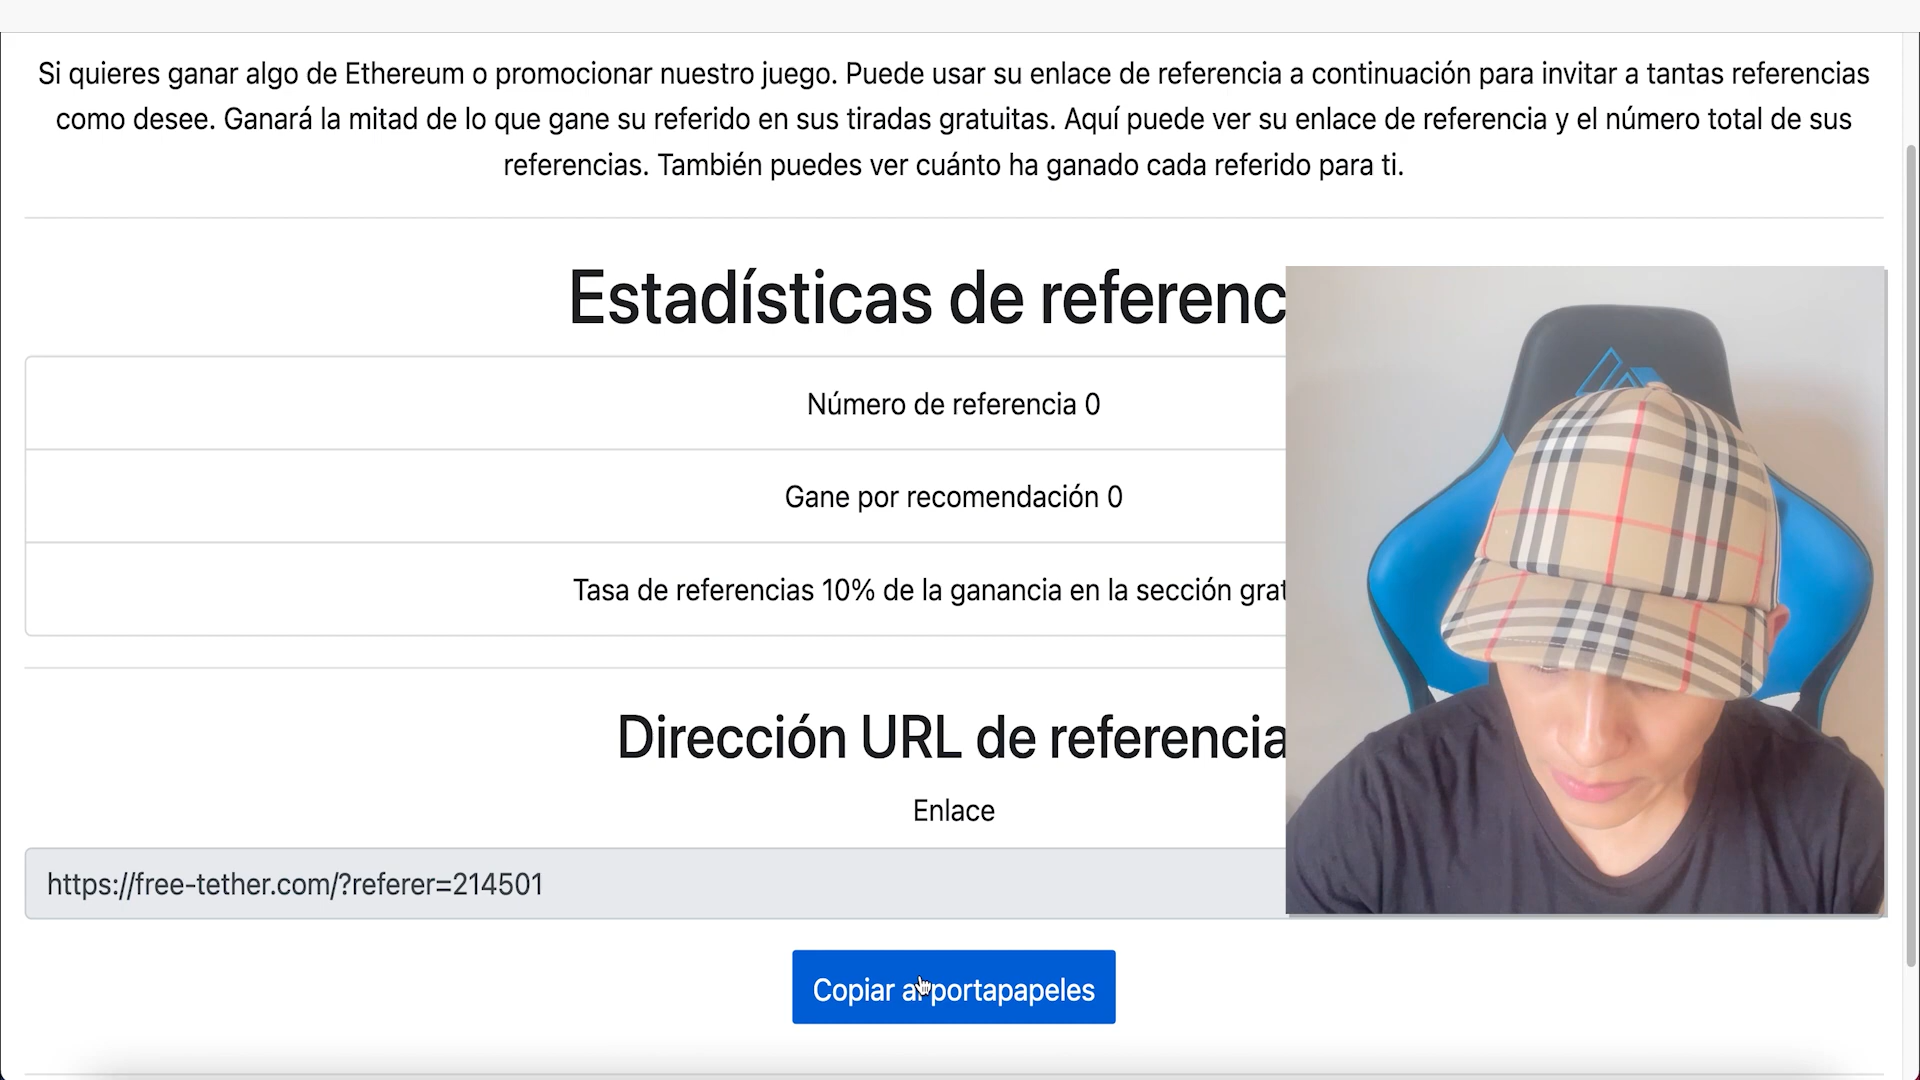 Si quieres ganar algo de Ethereum o promocionar nuestro juego. Puede usar su enlace de referencia a continuación para invitar a tantas referencias
como desee. Ganará la mitad de lo que gane su referido en sus tiradas gratuitas. Aquí puede ver su enlace de referencia y el número total de sus
referencias. También puedes ver cuánto ha ganado cada referido para ti.
Estadísticas de referenc
Número de referencia 0
Gane por recomendación 0
Tasa de referencias 10% de la ganancia en la sección grat
Dirección URL de referencia
Enlace
https://free-tether.com/?referer=214501
Copiar al portapapeles